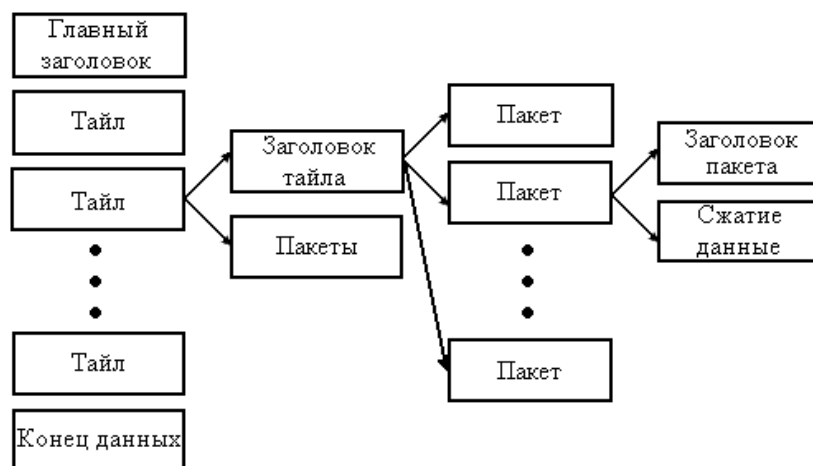 Главный
заголовок
Тайл
Тайл
Тайл
Конец данных
Заголовок
тайла
Пакеты
Пакет
Пакет
Пакет
Заголовок
пакета
Сжатие
данные